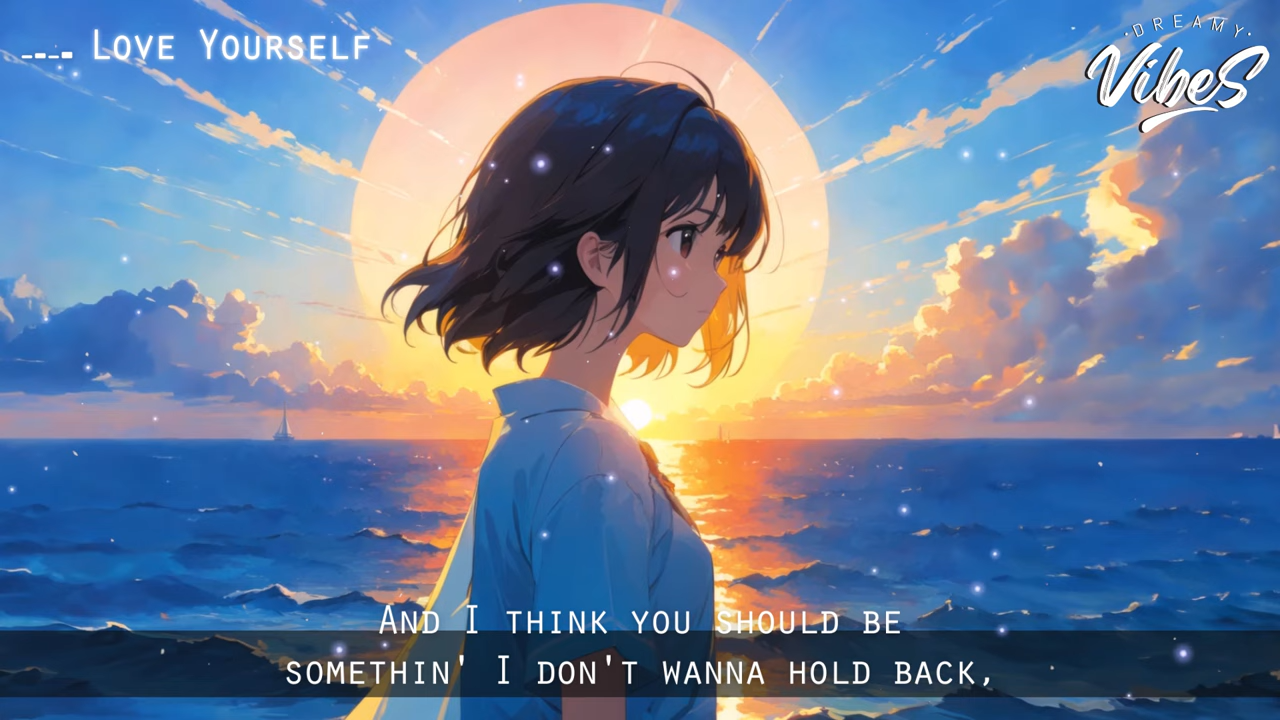 Love Yourself
DREAMY
Vibes
And I think you should be
somethin' I don't wanna hold back,